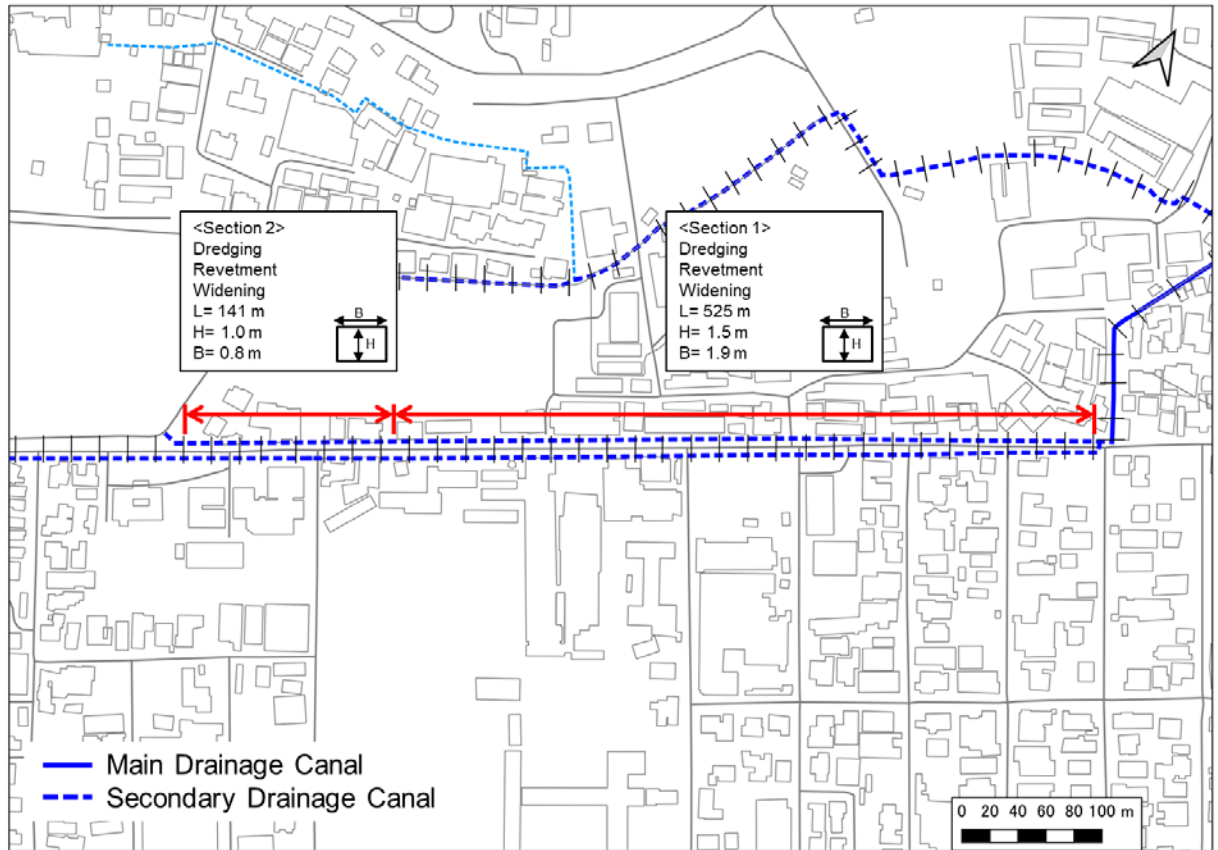 <Section 2>
Dredging
Revetment
Widening
L= 141 m
H= 1.0 m
B= 0.8 m
B
H
<Section 1>
Dredging
Revetment
Widening
L= 525 m
H= 1.5 m
B= 1.9 m
B
H
Main Drainage Canal
Secondary Drainage Canal
0 20 40 60 80 100 m